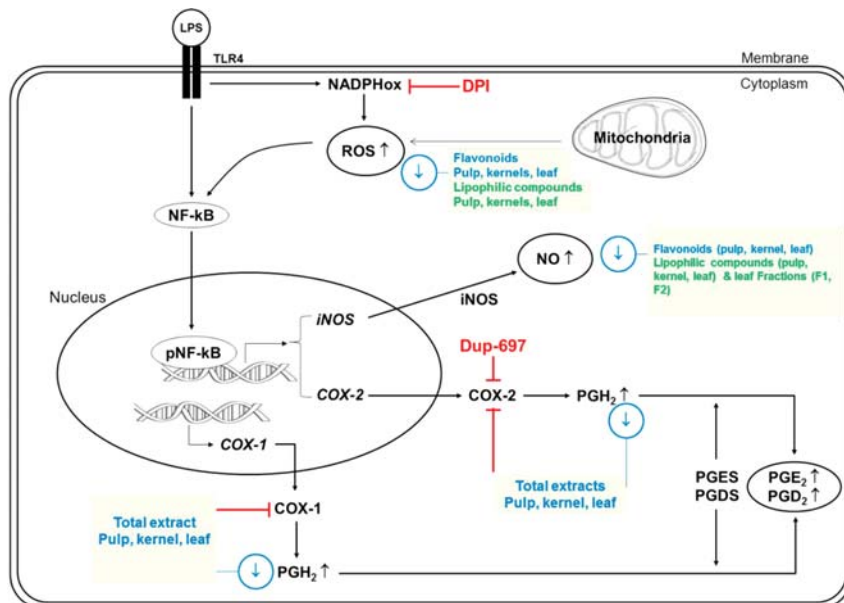 LPS
TLR4
Membrane
Cytoplasm
NADPHox
DPI
Mitochondria
ROS ↑
↓
Flavonoids
Pulp, kernels, leaf
Lipophilic compounds
Pulp, kernels, leaf
NF-kB
NO ↑
↓
Flavonoids (pulp, kernel, leaf)
Lipophilic compounds (pulp,
kernel, leaf) & leaf Fractions (F1,
F2)
iNOS
Nucleus
iNOS
pNF-kB
Dup-697
COX-2
COX-2
PGH₂ ↑
↓
COX-1
Total extracts
Pulp, kernel, leaf
PGES
PGDS
PGE₂ ↑
PGD₂ ↑
Total extract
Pulp, kernel, leaf
COX-1
↓
PGH₂ ↑